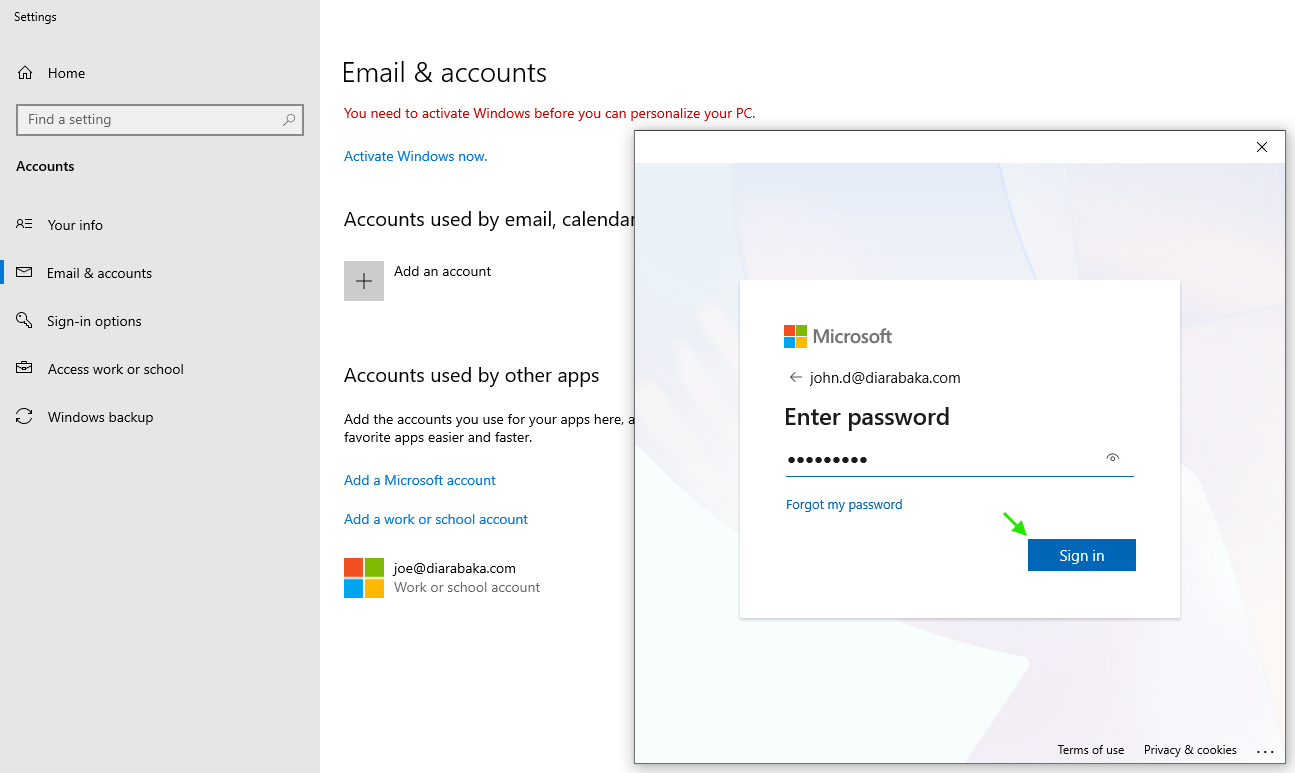 Settings
Home
Find a setting
Accounts
Your info
Email & accounts
Sign-in options
Access work or school
Windows backup
Email & accounts
You need to activate Windows before you can personalize your PC.
Activate Windows now.
Accounts used by email, calendar
Add an account
Accounts used by other apps
Add the accounts you use for your apps here, a
favorite apps easier and faster.
Add a Microsoft account
Add a work or school account
joe@diarabaka.com
Work or school account
Microsoft
john.d@diarabaka.com
Enter password
•••••••••
Forgot my password
Sign in
Terms of use Privacy & cookies ...